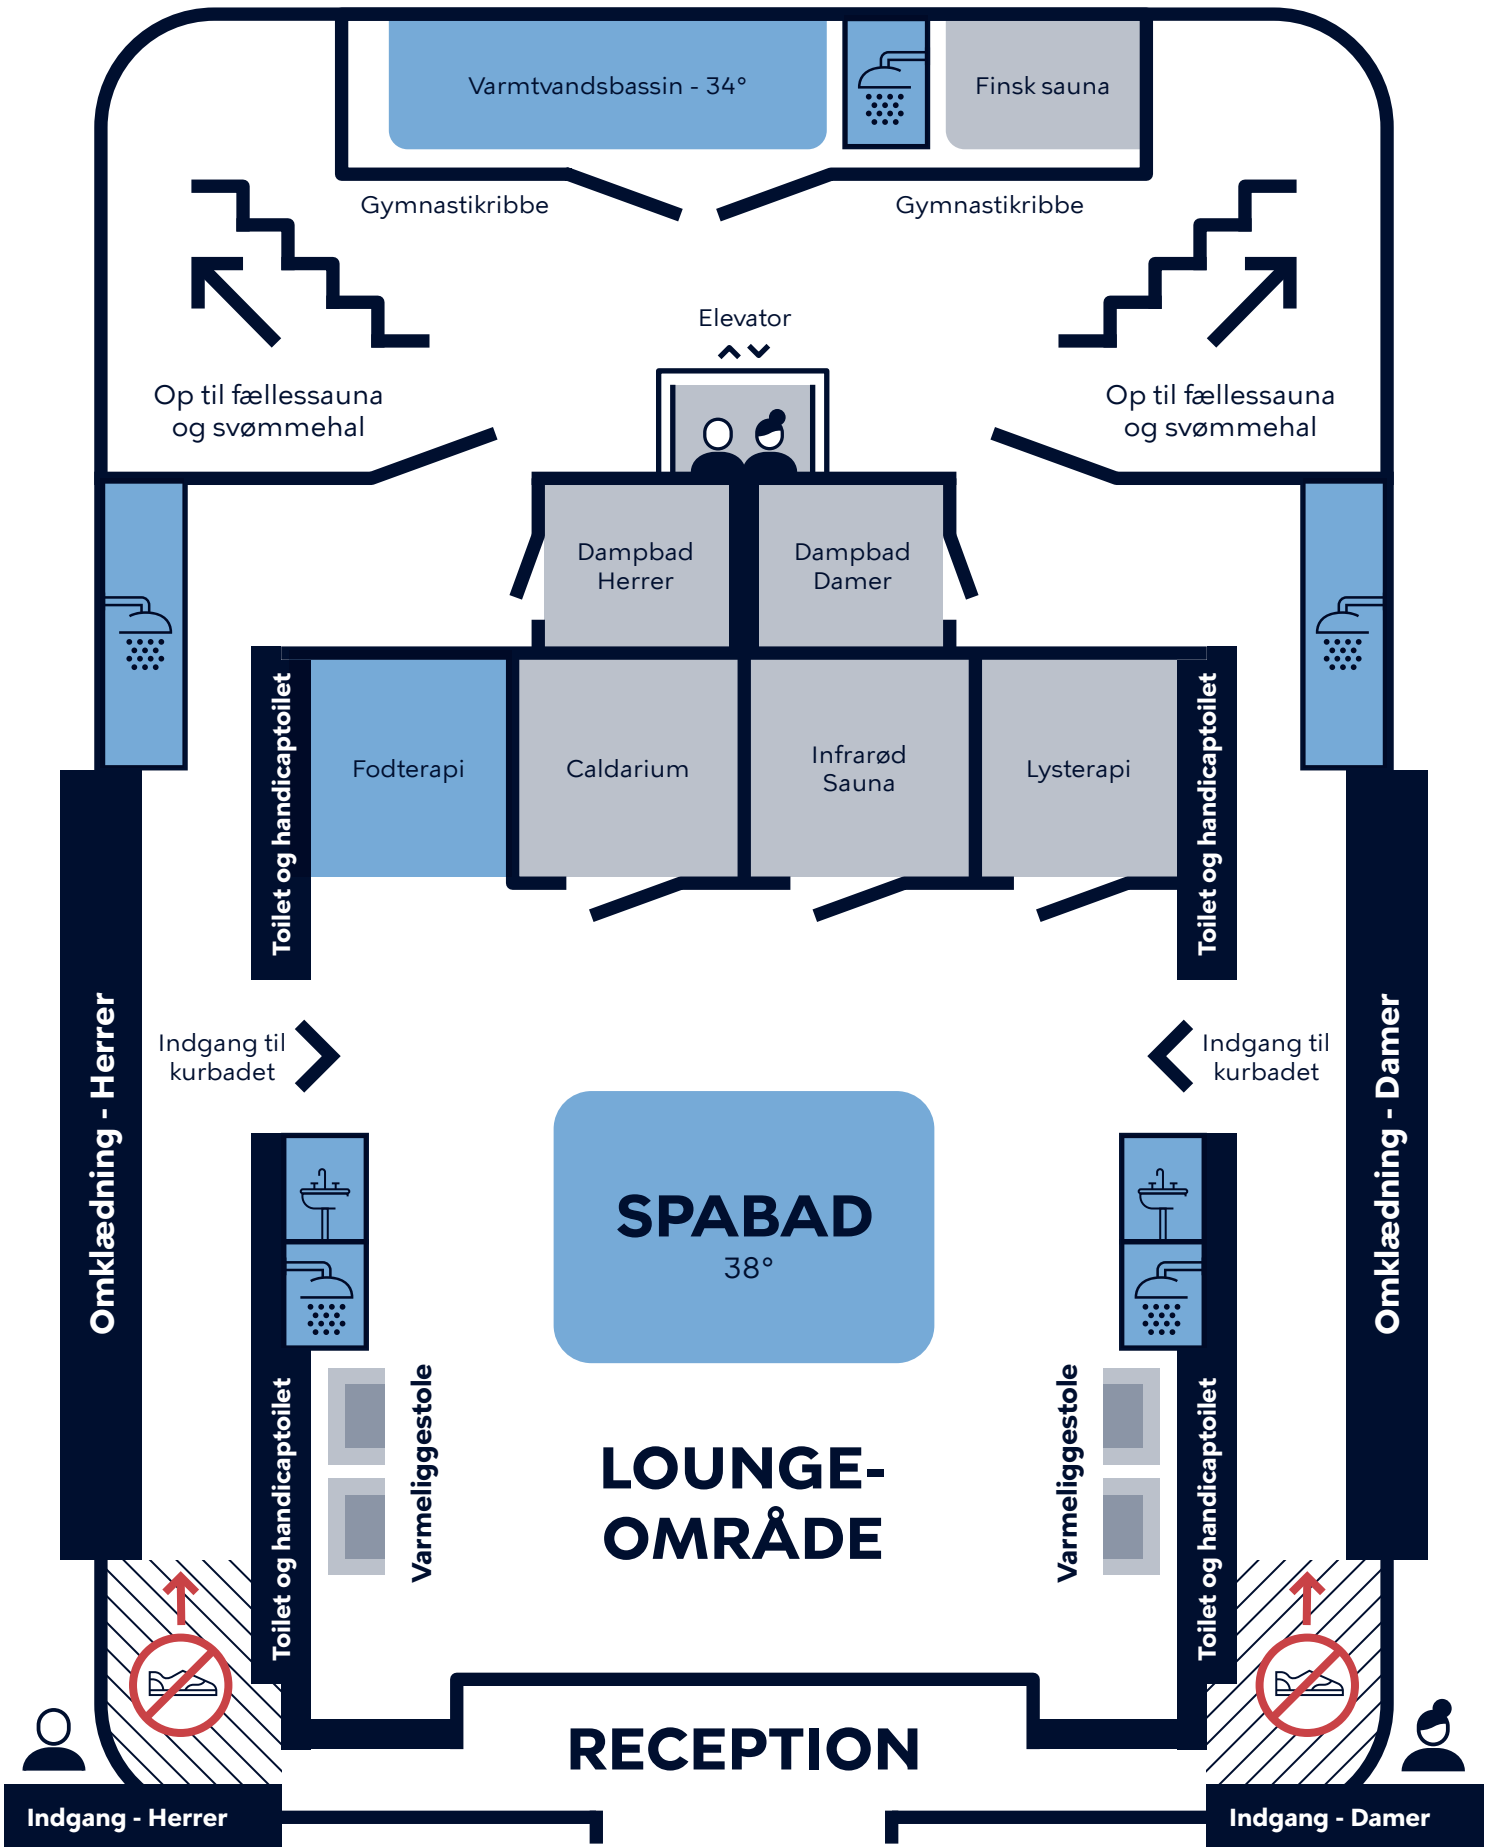 Varmtvandsbassin - 34°
Finsk sauna
Gymnastikribbe
Gymnastikribbe
Elevator
Op til fællessauna
og svømmehal
Op til fællessauna
og svømmehal
Dampbad
Herrer
Dampbad
Damer
Toilet og handicaptoilet
Fodterapi
Caldarium
Infrarød
Sauna
Lysterapi
Toilet og handicaptoilet
Omklædning - Herrer
Indgang til
kurbadet
Indgang til
kurbadet
Omklædning - Damer
SPABAD
38°
Toilet og handicaptoilet
Varmeliggestole
LOUNGE-
OMRÅDE
Varmeliggestole
Toilet og handicaptoilet
RECEPTION
Indgang - Herrer
Indgang - Damer